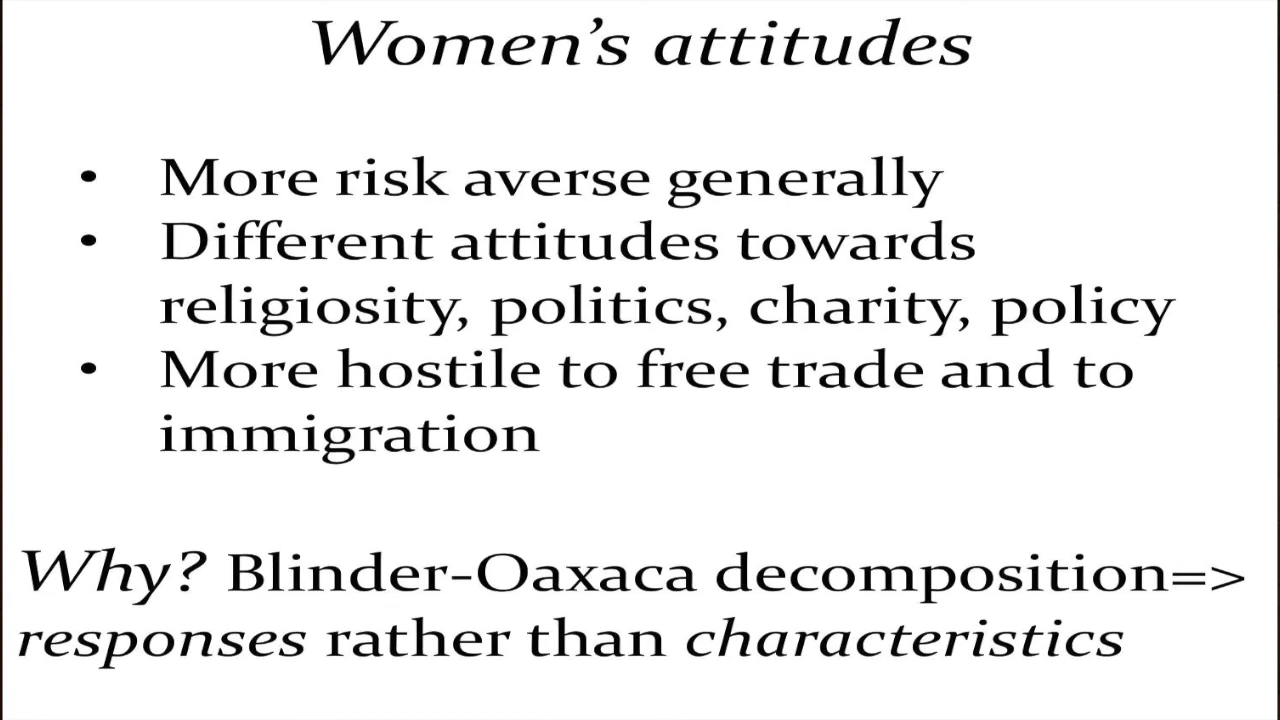 Women’s attitudes
• More risk averse generally
• Different attitudes towards
religiosity, politics, charity, policy
• More hostile to free trade and to
immigration
Why? Blinder-Oaxaca decomposition=>
responses rather than characteristics